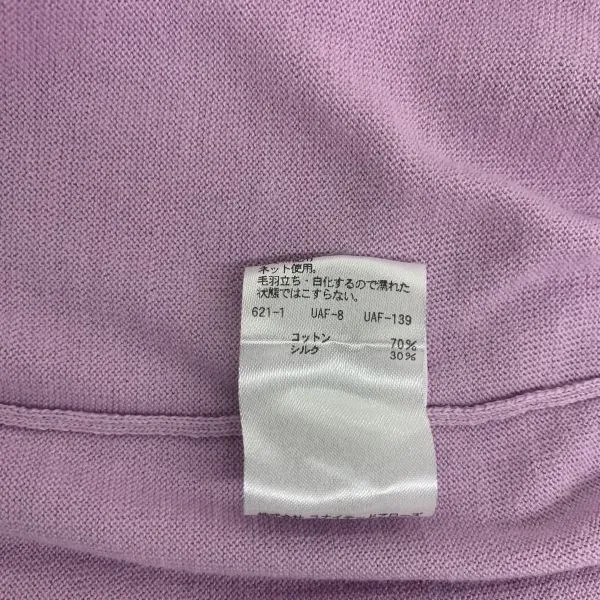 ネット使用。
毛羽立ち・白化するので濡れた
状態ではこすらない。
621-1 UAF-8 UAF-139
コットン 70%
シルク 30%